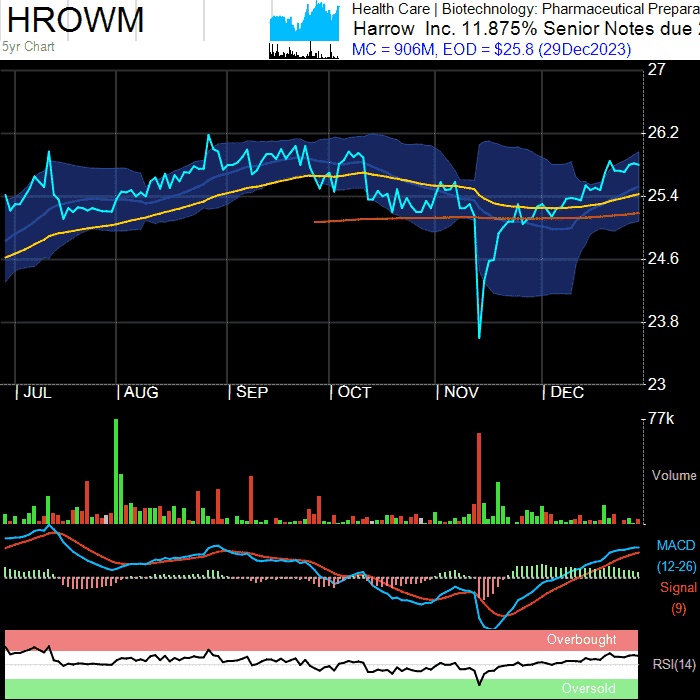 HROWM
5yr Chart
Health Care | Biotechnology: Pharmaceutical Prepara
Harrow Inc. 11.875% Senior Notes due
MC = 906M, EOD = $25.8 (29Dec2023)
27
26.2
25.4
24.6
23.8
23
JUL
AUG
SEP
OCT
NOV
DEC
77k
Volume
MACD
(12-26)
Signal
(9)
Overbought
RSI(14)
Oversold